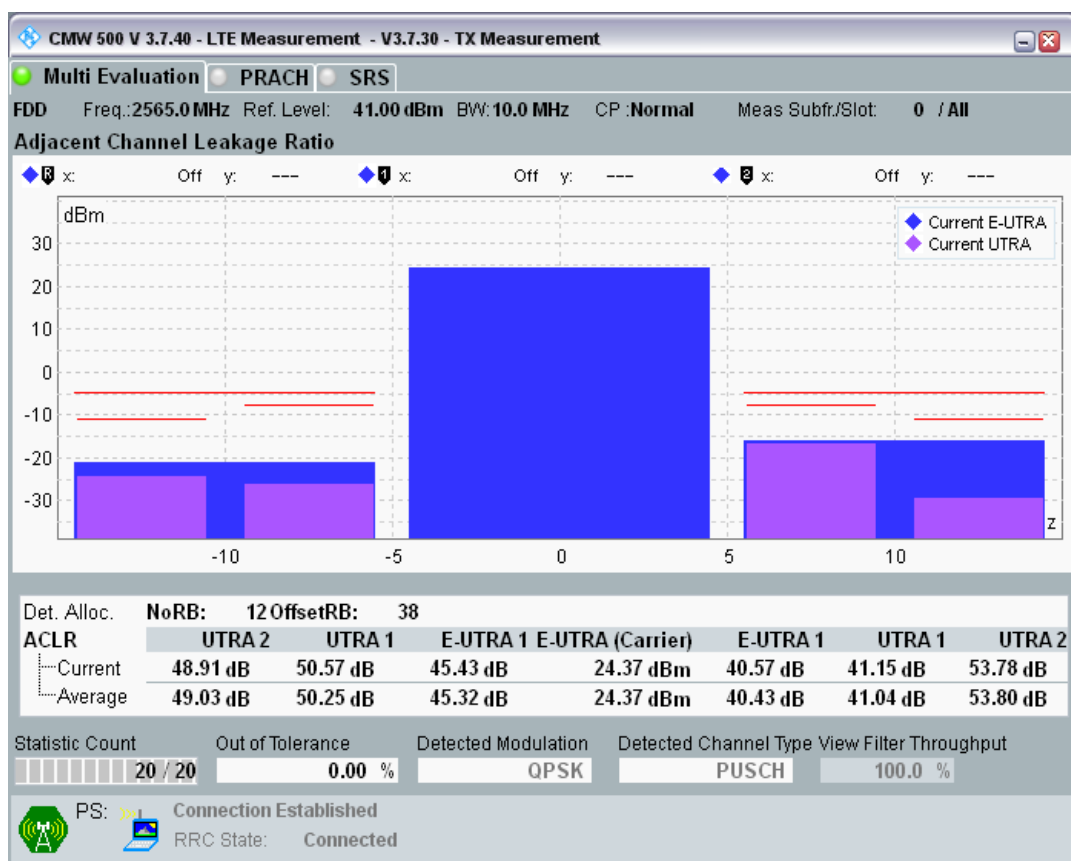 CMW 500 V 3.7.40 - LTE Measurement - V3.7.30 - TX Measurement
Multi Evaluation PRACH SRS
FDD Freq.:2565.0 MHz Ref. Level: 41.00 dBm BW: 10.0 MHz CP :Normal Meas Subfr./Slot: 0 / All
Adjacent Channel Leakage Ratio
R x: Off y: --- 1 x: Off y: --- 2 x: Off y: ---
dBm
Current E-UTRA
Current UTRA
30
20
10
0
-10
-20
-30
z
-10 -5 0 5 10
Det. Alloc. NoRB: 12 OffsetRB: 38
ACLR UTRA 2 UTRA 1 E-UTRA 1 E-UTRA (Carrier) E-UTRA 1 UTRA 1 UTRA 2
Current 48.91 dB 50.57 dB 45.43 dB 24.37 dBm 40.57 dB 41.15 dB 53.78 dB
Average 49.03 dB 50.25 dB 45.32 dB 24.37 dBm 40.43 dB 41.04 dB 53.80 dB
Statistic Count Out of Tolerance Detected Modulation Detected Channel Type View Filter Throughput
20 / 20 0.00 % QPSK PUSCH 100.0 %
PS: Connection Established
RRC State: Connected